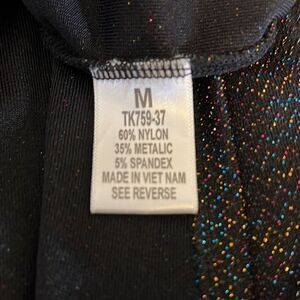 M
TK759-37
60% NYLON
35% METALIC
5% SPANDEX
MADE IN VIET NAM
SEE REVERSE